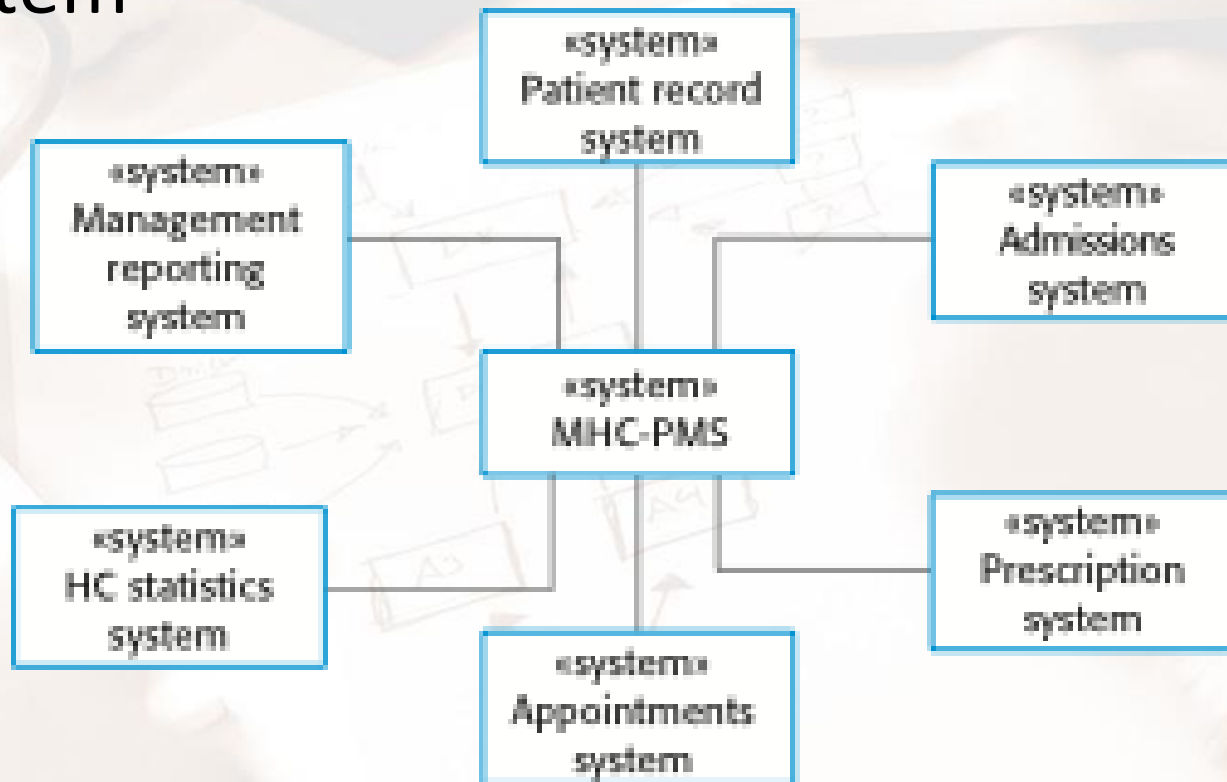 «system»
Patient record
system
«system»
Management
reporting
system
«system»
Admissions
system
«system»
MHC-PMS
«system»
HC statistics
system
«system»
Prescription
system
«system»
Appointments
system